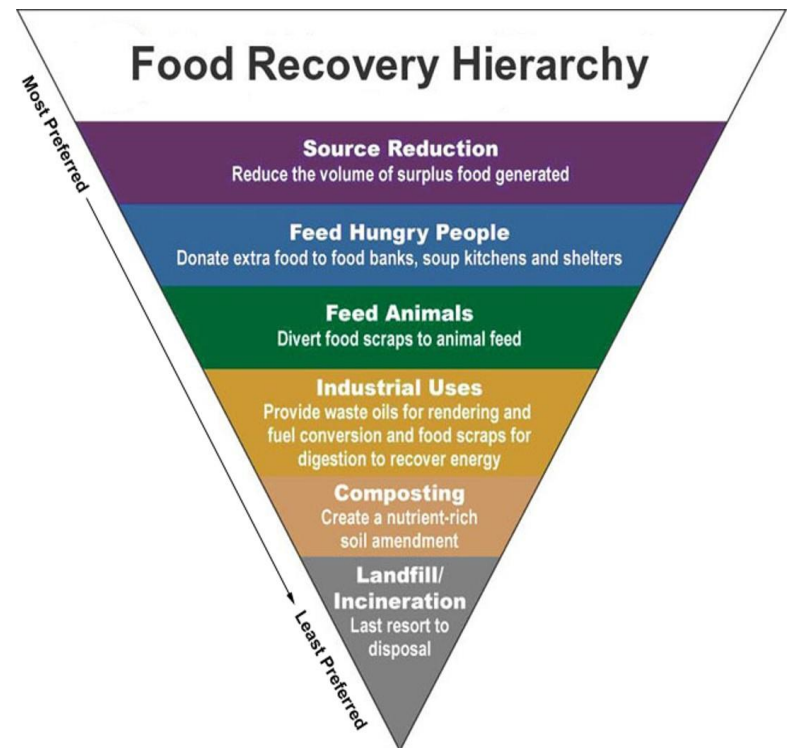 Food Recovery Hierarchy
Most Preferred
Source Reduction
Reduce the volume of surplus food generated
Feed Hungry People
Donate extra food to food banks, soup kitchens and shelters
Feed Animals
Divert food scraps to animal feed
Industrial Uses
Provide waste oils for rendering and
fuel conversion and food scraps for
digestion to recover energy
Composting
Create a nutrient-rich
soil amendment
Landfill/
Incineration
Last resort to
disposal
Least Preferred